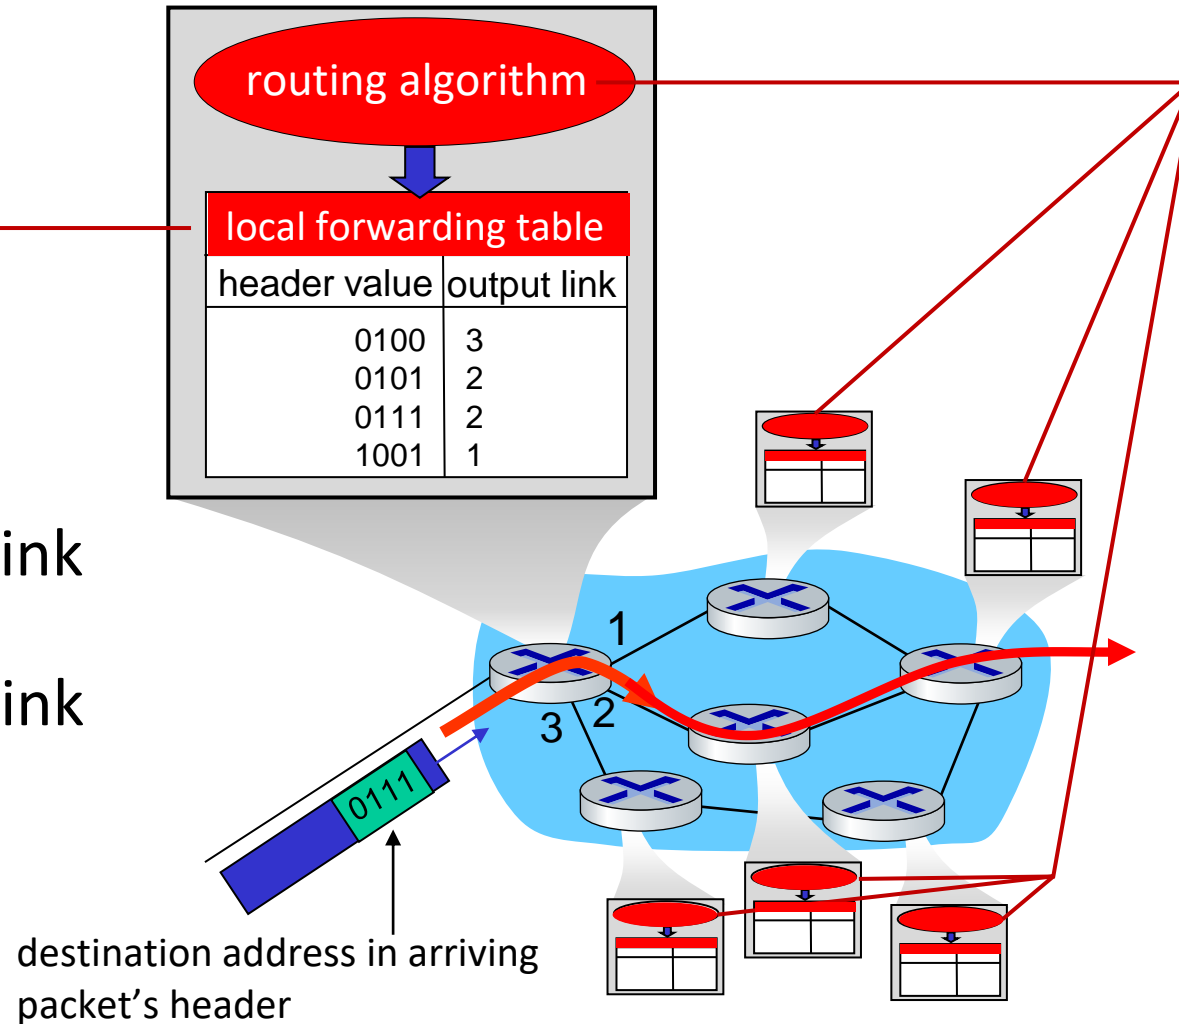 routing algorithm
local forwarding table
header value output link
0100 3
0101 2
0111 2
1001 1
ink
ink
1
2
3
0111
destination address in arriving
packet's header